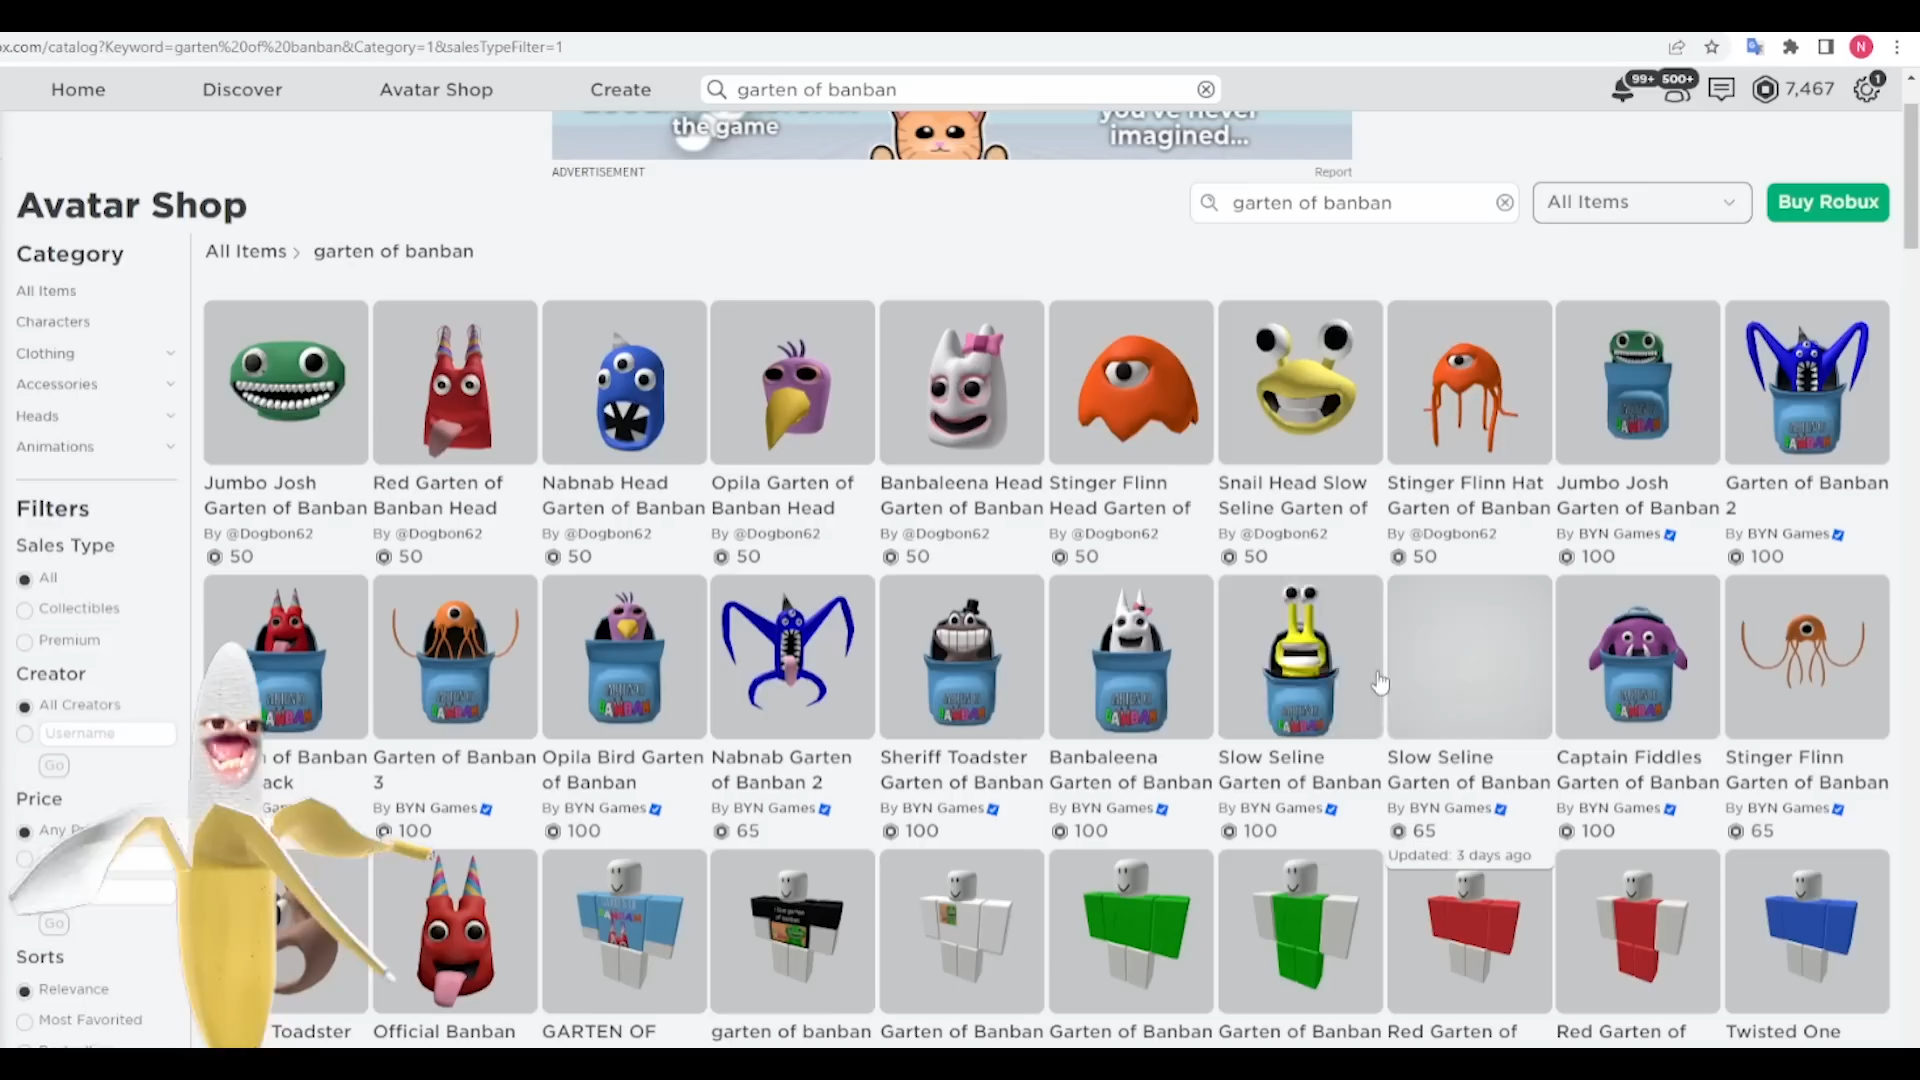 ox.com/catalog?Keyword=garten%20of%20banban&Category=1&salesTypeFilter=1
N
Home Discover Avatar Shop Create garten of banban 99+ 500+ 7,467 1
the game
you've never
imagined...
ADVERTISEMENT Report
Avatar Shop garten of banban All Items Buy Robux
Category
All Items
Characters
Clothing
Accessories
Heads
Animations
Filters
Sales Type
All
Collectibles
Premium
Creator
All Creators
Username
Go
Price
Any
Go
Sorts
Relevance
Most Favorited
All Items > garten of banban
Jumbo Josh
Garten of Banban
By @Dogbon62
50
Red Garten of
Banban Head
By @Dogbon62
50
Nabnab Head
Garten of Banban
By @Dogbon62
50
Opila Garten of
Banban Head
By @Dogbon62
50
Banbaleena Head
Garten of Banban
By @Dogbon62
50
Stinger Flinn
Head Garten of
By @Dogbon62
50
Snail Head Slow
Seline Garten of
By @Dogbon62
50
Stinger Flinn Hat
Garten of Banban
By @Dogbon62
50
Jumbo Josh
Garten of Banban
By BYN Games
100
Garten of Banban
2
By BYN Games
100
of Banban
ack
Garten of Banban
3
By BYN Games
100
Opila Bird Garten
of Banban
By BYN Games
100
Nabnab Garten
of Banban 2
By BYN Games
65
Sheriff Toadster
Garten of Banban
By BYN Games
100
Banbaleena
Garten of Banban
By BYN Games
100
Slow Seline
Garten of Banban
By BYN Games
100
Slow Seline
Garten of Banban
By BYN Games
65
Updated: 3 days ago
Captain Fiddles
Garten of Banban
By BYN Games
100
Stinger Flinn
Garten of Banban
By BYN Games
65
Toadster
Official Banban
GARTEN OF
garten of banban
Garten of Banban
Garten of Banban
Garten of Banban
Red Garten of
Red Garten of
Twisted One